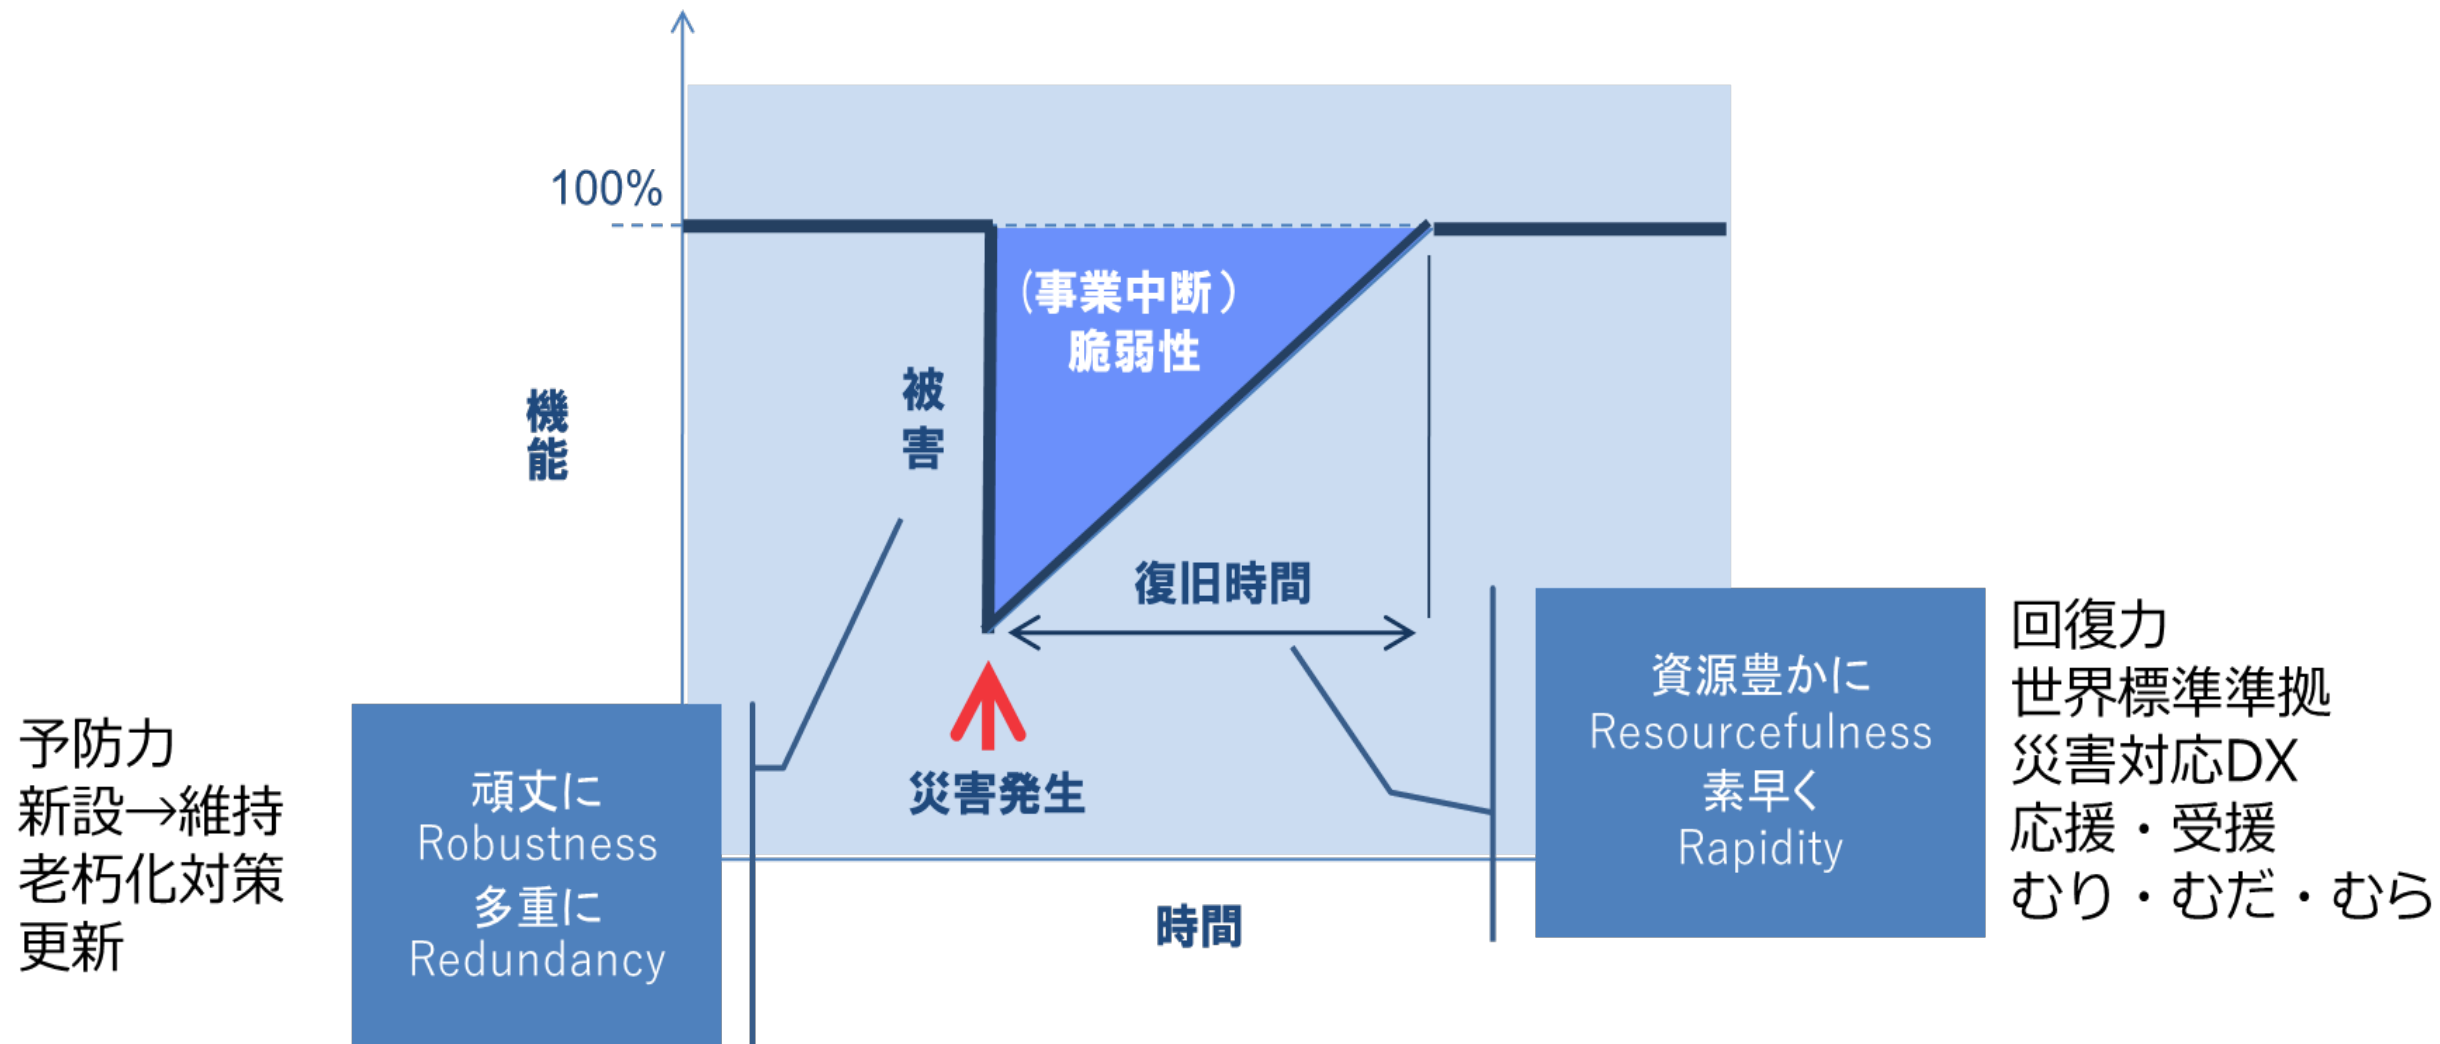 100%
(事業中断)
脆弱性
機能
被害
復旧時間
災害発生
時間
予防力
新設→維持
老朽化対策
更新
頑丈に
Robustness
多重に
Redundancy
資源豊かに
Resourcefulness
素早く
Rapidity
回復力
世界標準準拠
災害対応DX
応援・受援
むり・むだ・むら